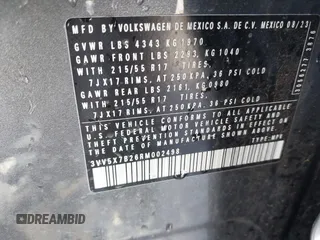 MFD BY VOLKSWAGEN DE MEXICO S.A. DE C.V. MEXICO 08/23
GVWR LBS 4343 KG 1970
GAWR FRONT LBS 2293 KG 1040
WITH 215/55 R17 TIRES,
7JX17 RIMS, AT 250 KPA, 36 PSI COLD
GAWR REAR LBS 2161 KG 0980
WITH 215/55 R17 TIRES,
7JX17 RIMS, AT 250 KPA, 36 PSI COLD
THIS VEHICLE CONFORMS TO ALL APPLICABLE
U.S. FEDERAL MOTOR VEHICLE SAFETY, BUMPER AND
THEFT PREVENTION STANDARDS IN EFFECT ON THE
DATE OF MANUFACTURE SHOWN ABOVE.
3VV5X7B26RM002498 TYPE: MPV
DREAMBID